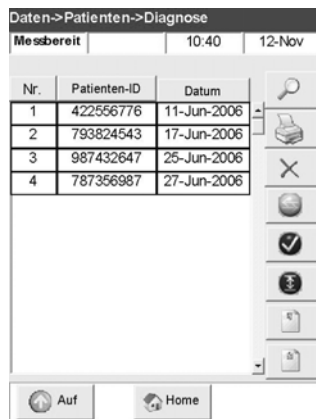 Daten->Patienten->Diagnose
Messbereit 10:40 12-Nov
Nr. Patienten-ID Datum
1 422556776 11-Jun-2006
2 793824543 17-Jun-2006
3 987432647 25-Jun-2006
4 787356987 27-Jun-2006
Auf Home